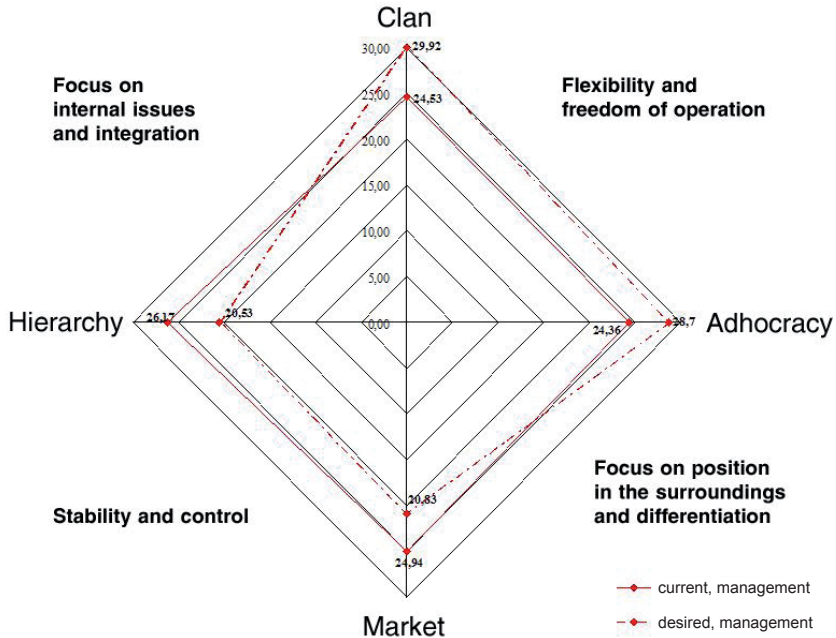 Clan
30,00
29,92
Focus on
internal issues
and integration
Flexibility and
freedom of operation
25,00
24,53
20,00
15,00
10,00
5,00
0,00
Hierarchy
26,17
20,53
24,36
28,7
Adhocracy
Focus on position
in the surroundings
and differentiation
Stability and control
20,83
24,94
Market
current, management
desired, management